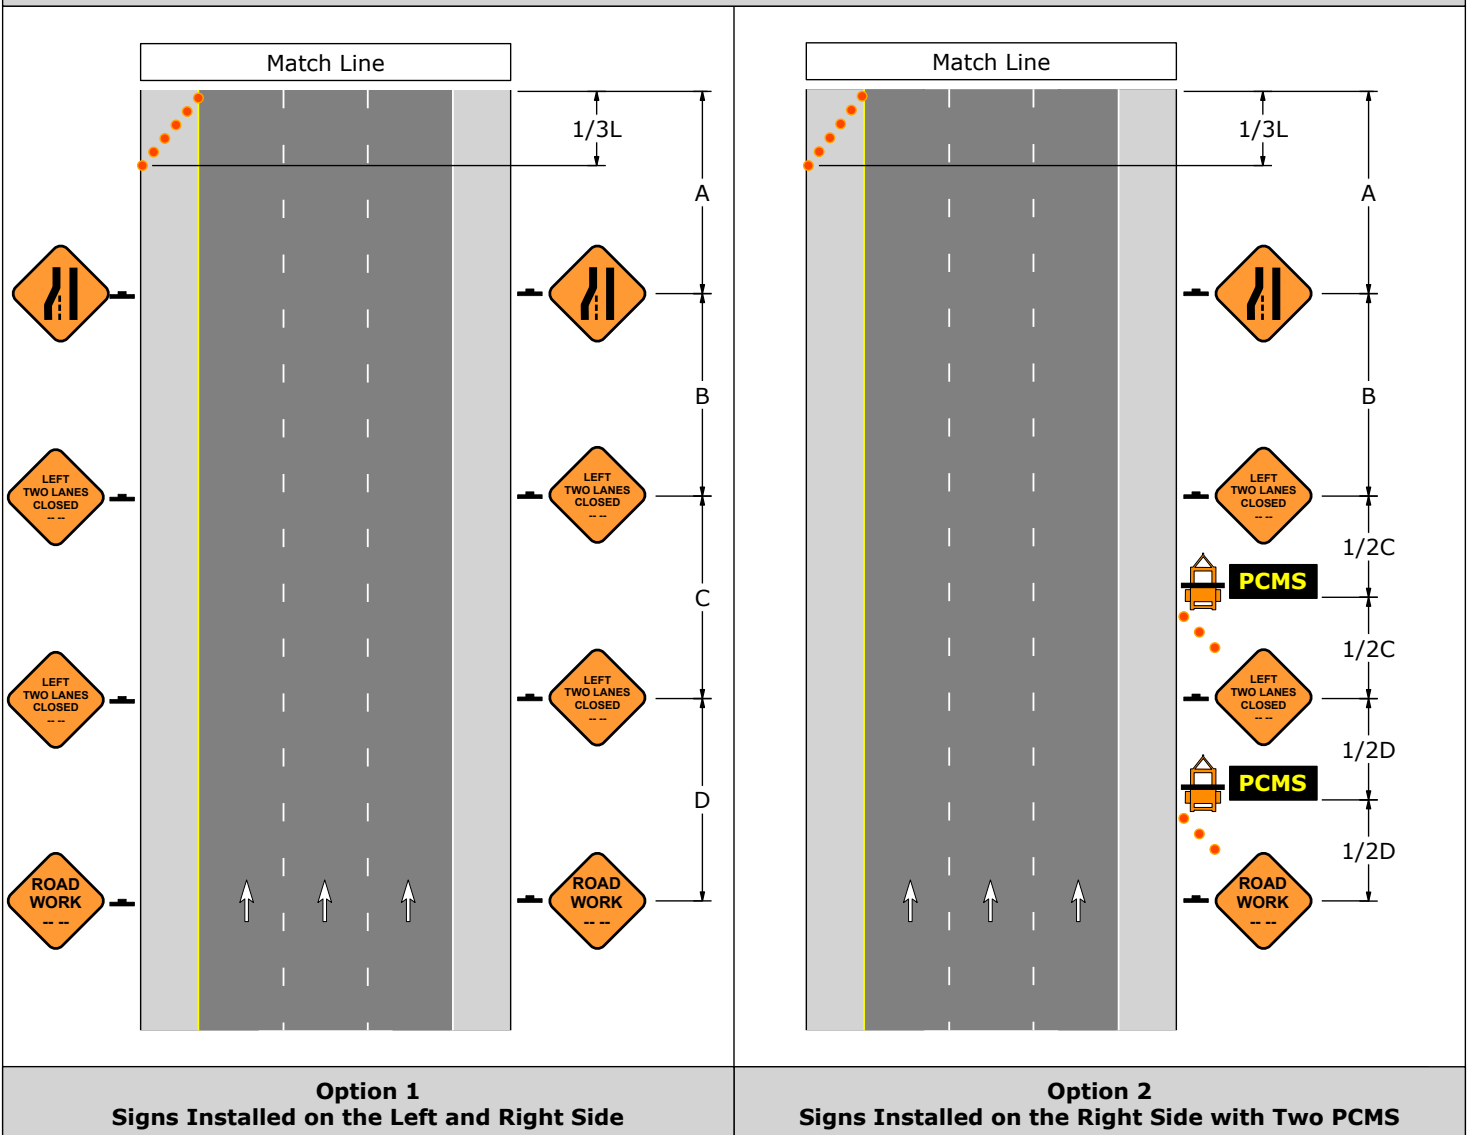 Match Line
1/3L
A
B
LEFT
TWO LANES
CLOSED
-- --
LEFT
TWO LANES
CLOSED
-- --
C
LEFT
TWO LANES
CLOSED
-- --
LEFT
TWO LANES
CLOSED
-- --
D
ROAD
WORK
-- --
ROAD
WORK
-- --
Option 1
Signs Installed on the Left and Right Side
Match Line
1/3L
A
B
LEFT
TWO LANES
CLOSED
-- --
1/2C
PCMS
1/2C
LEFT
TWO LANES
CLOSED
-- --
1/2D
PCMS
1/2D
ROAD
WORK
-- --
Option 2
Signs Installed on the Right Side with Two PCMS